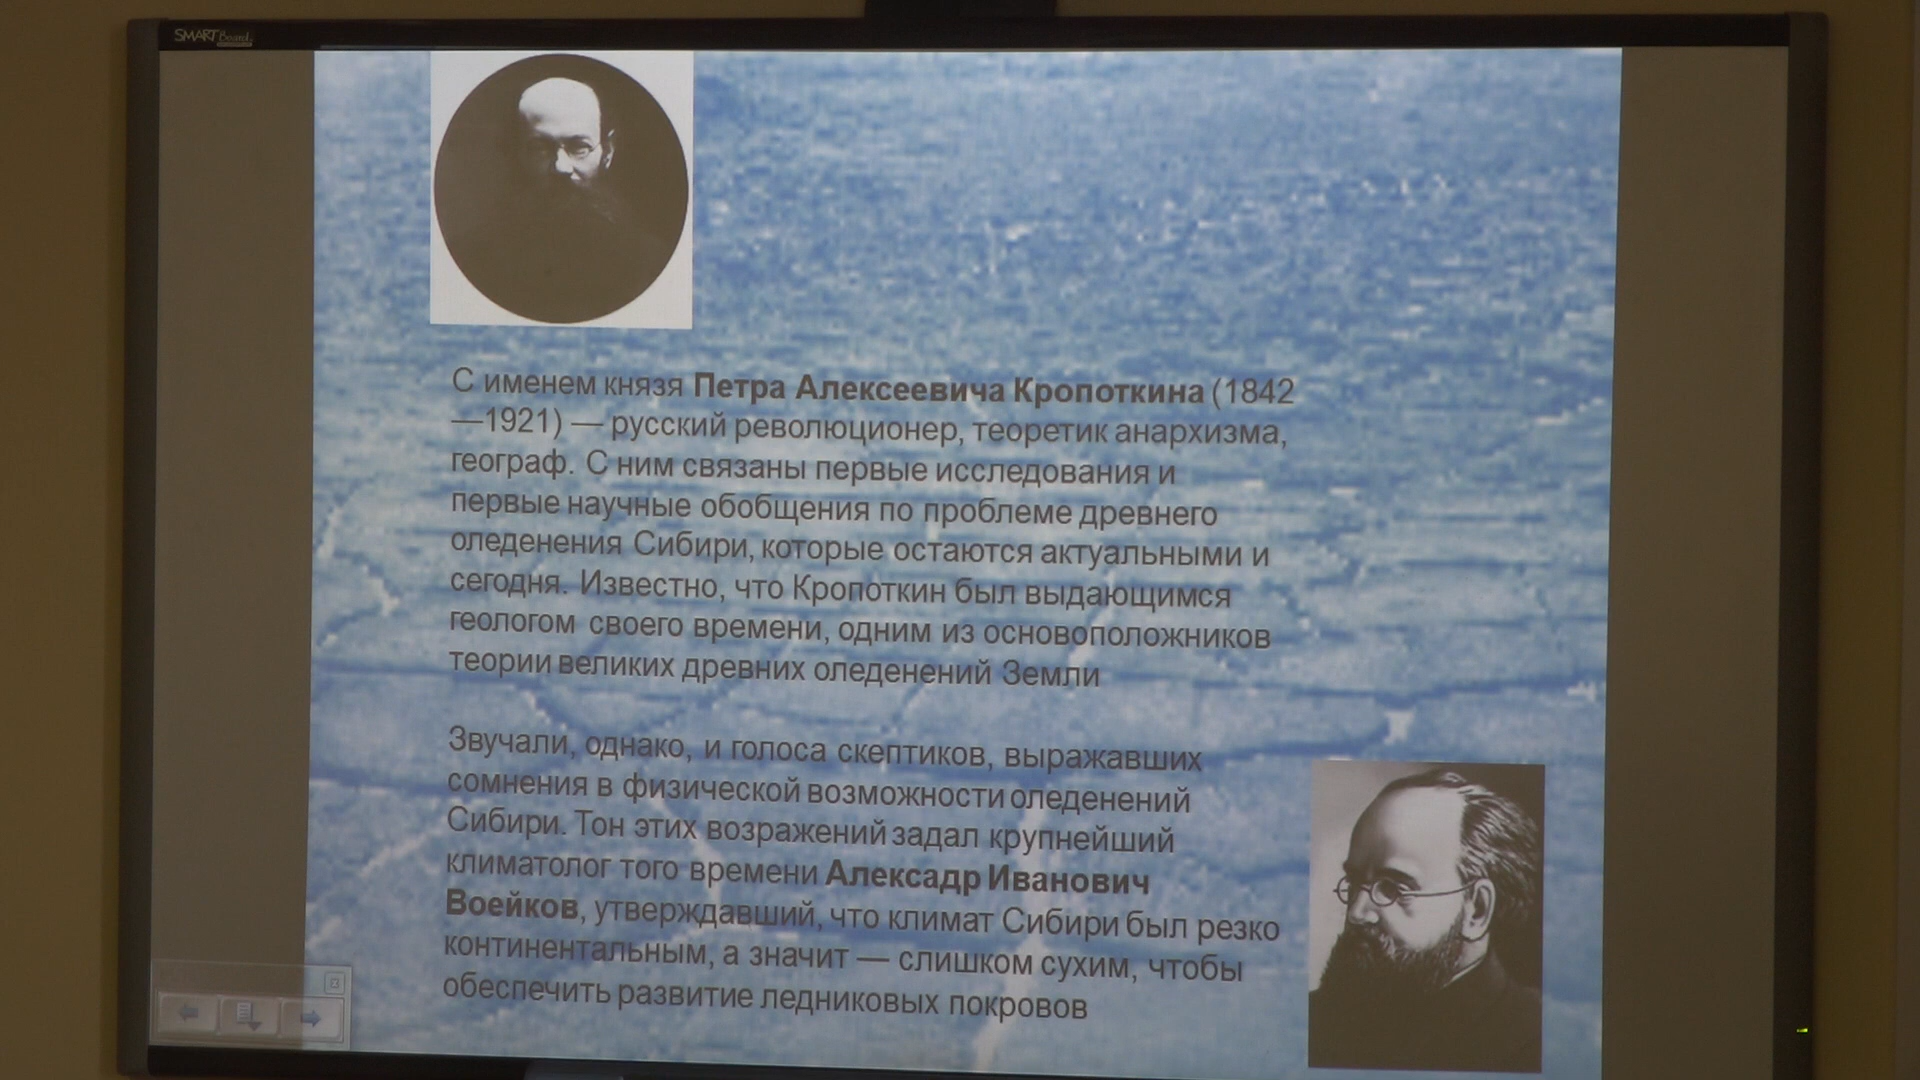 SMART Board
С именем князя Петра Алексеевича Кропоткина (1842
—1921) — русский революционер, теоретик анархизма,
географ. С ним связаны первые исследования и
первые научные обобщения по проблеме древнего
оледенения Сибири, которые остаются актуальными и
сегодня. Известно, что Кропоткин был выдающимся
геологом своего времени, одним из основоположников
теории великих древних оледенений Земли
Звучали, однако, и голоса скептиков, выражавших
сомнения в физической возможности оледенений
Сибири. Тон этих возражений задал крупнейший
климатолог того времени Алексадр Иванович
Воейков, утверждавший, что климат Сибири был резко
континентальным, а значит — слишком сухим, чтобы
обеспечить развитие ледниковых покровов